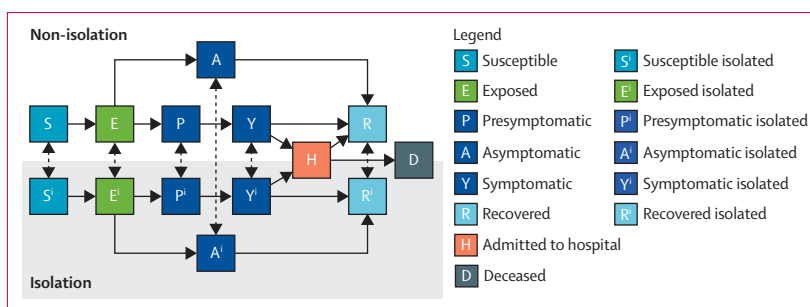 Non-isolation
A
S E P Y R
H D
Sⁱ Eⁱ Pⁱ Yⁱ Rⁱ
Aⁱ
Isolation
Legend
S Susceptible Sⁱ Susceptible isolated
E Exposed Eⁱ Exposed isolated
P Presymptomatic Pⁱ Presymptomatic isolated
A Asymptomatic Aⁱ Asymptomatic isolated
Y Symptomatic Yⁱ Symptomatic isolated
R Recovered Rⁱ Recovered isolated
H Admitted to hospital
D Deceased